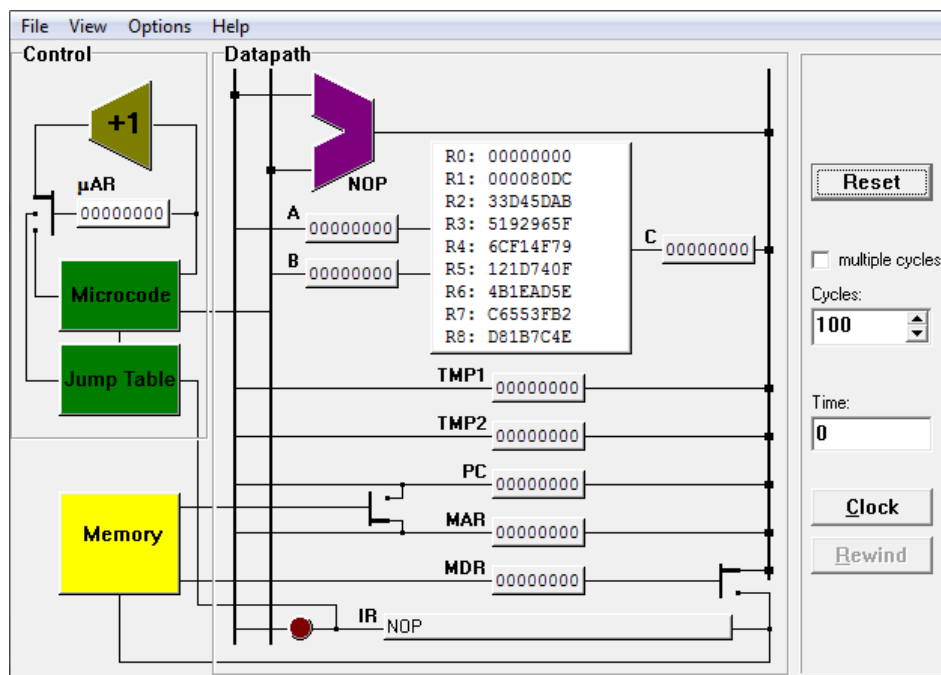 File View Options Help
Control
Datapath
+1
µAR
00000000
Microcode
Jump Table
Memory
NOP
A 00000000
B 00000000
R0: 00000000
R1: 000080DC
R2: 33D45DAB
R3: 5192965F
R4: 6CF14F79
R5: 121D740F
R6: 4B1EAD5E
R7: C6553FB2
R8: D81B7C4E
C 00000000
TMP1 00000000
TMP2 00000000
PC 00000000
MAR 00000000
MDR 00000000
IR NOP
Reset
multiple cycles
Cycles:
100
Time:
0
Clock
Rewind